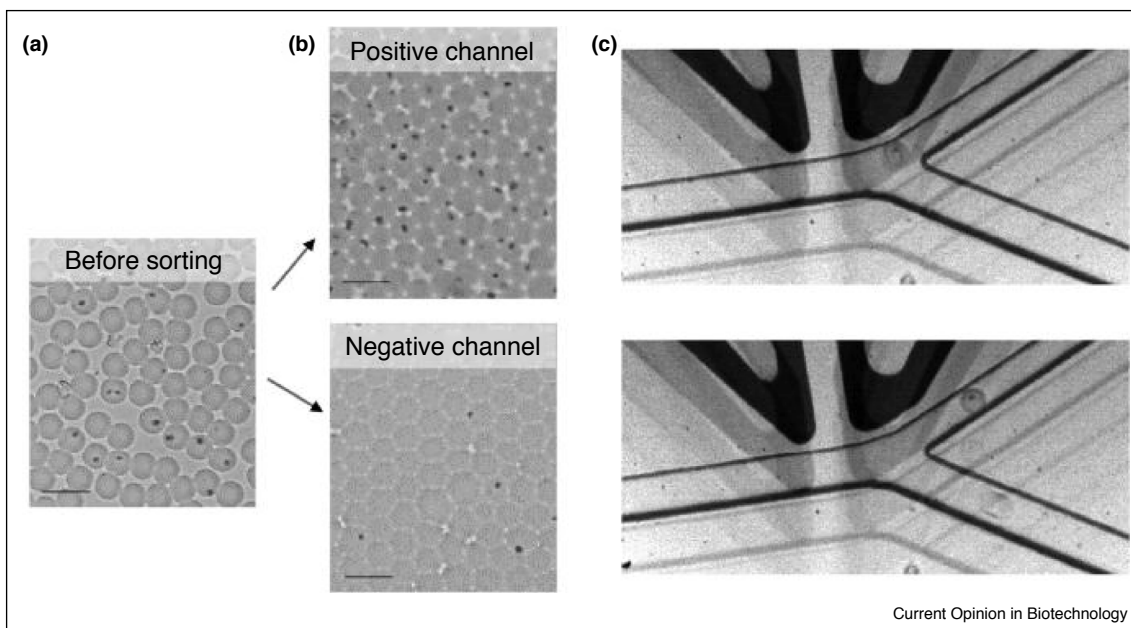 (a)
(b)
(c)
Positive channel
Before sorting
Negative channel
Current Opinion in Biotechnology